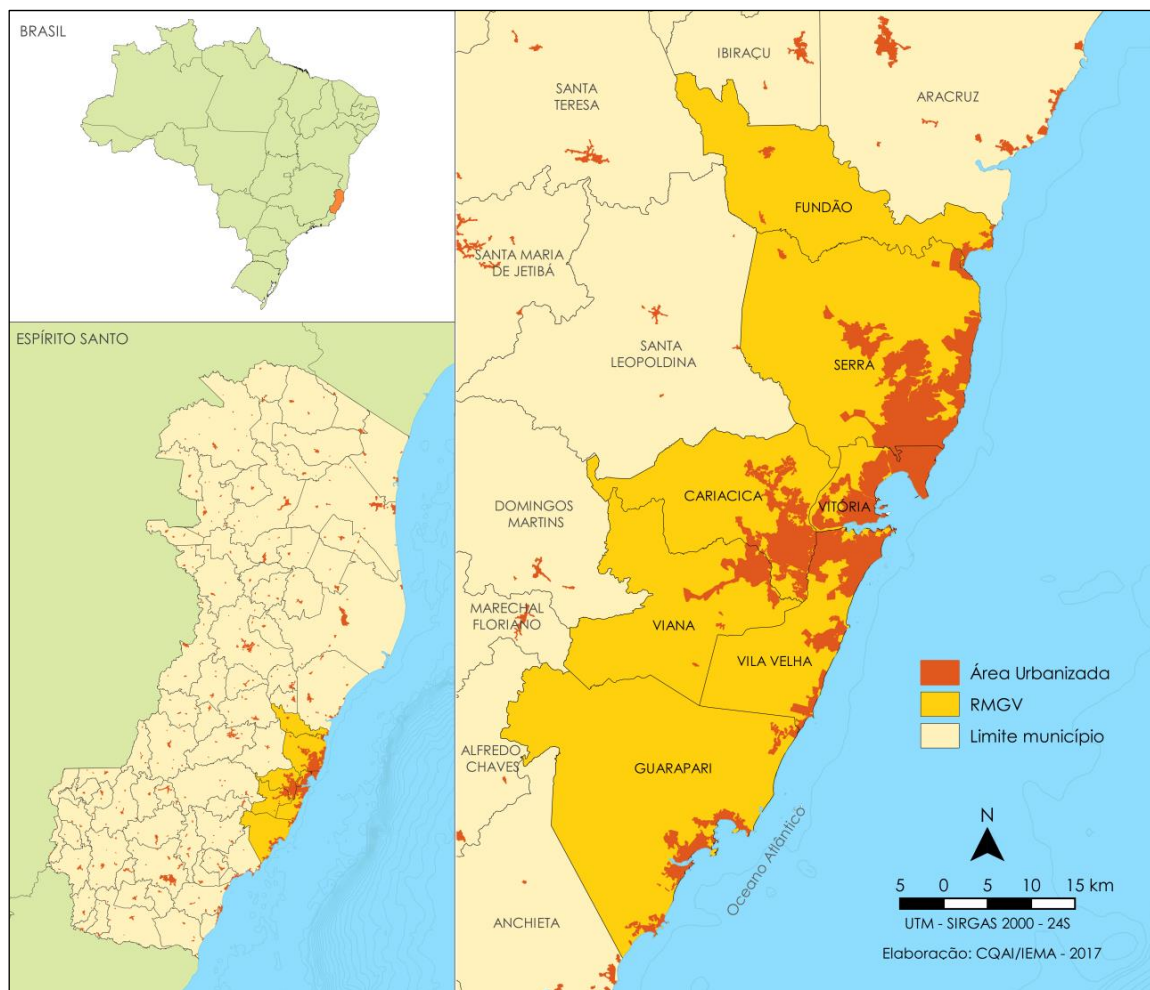 BRASIL
ESPÍRITO SANTO
IBIRAÇU
SANTA
TERESA
ARACRUZ
FUNDÃO
SANTA MARIA
DE JETIBÁ
SANTA
LEOPOLDINA
SERRA
CARIACICA
VITÓRIA
DOMINGOS
MARTINS
MARECHAL
FLORIANO
VIANA
VILA VELHA
ALFREDO
CHAVES
GUARAPARI
ANCHIETA
Oceano Atlântico
Área Urbanizada
RMGV
Limite município
N
5 0 5 10 15 km
UTM - SIRGAS 2000 - 24S
Elaboração: CQAI/IEMA - 2017